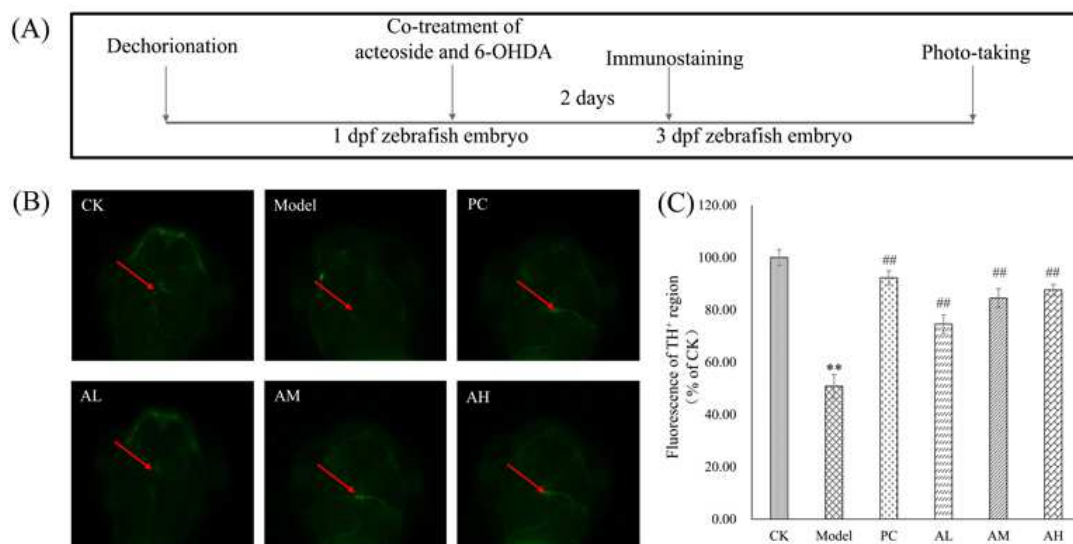 (A)
Dechorionation
Co-treatment of
acteoside and 6-OHDA
Immunostaining
Photo-taking
2 days
1 dpf zebrafish embryo
3 dpf zebrafish embryo
(B)
CK
Model
PC
AL
AM
AH
(C)
Fluorescence of TH⁺ region
(% of CK)
120.00
100.00
80.00
60.00
40.00
20.00
0.00
**
##
##
##
##
CK
Model
PC
AL
AM
AH